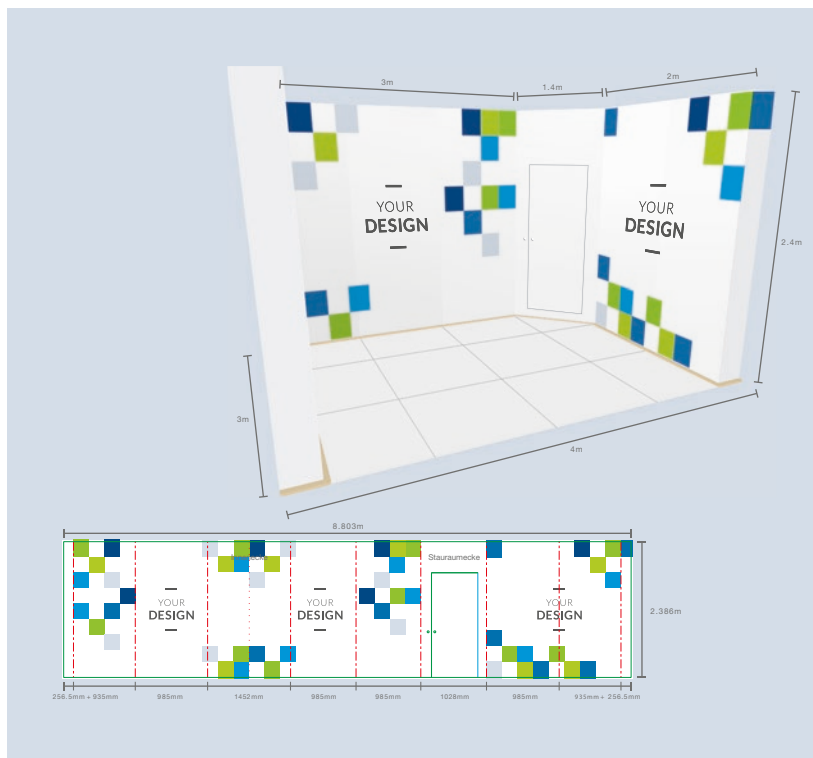 3m
1.4m
2m
YOUR
DESIGN
YOUR
DESIGN
2.4m
3m
4m
8.803m
Stauraumecke
YOUR
DESIGN
YOUR
DESIGN
YOUR
DESIGN
2.386m
256.5mm + 935mm
985mm
1452mm
985mm
985mm
1028mm
985mm
935mm + 256.5mm